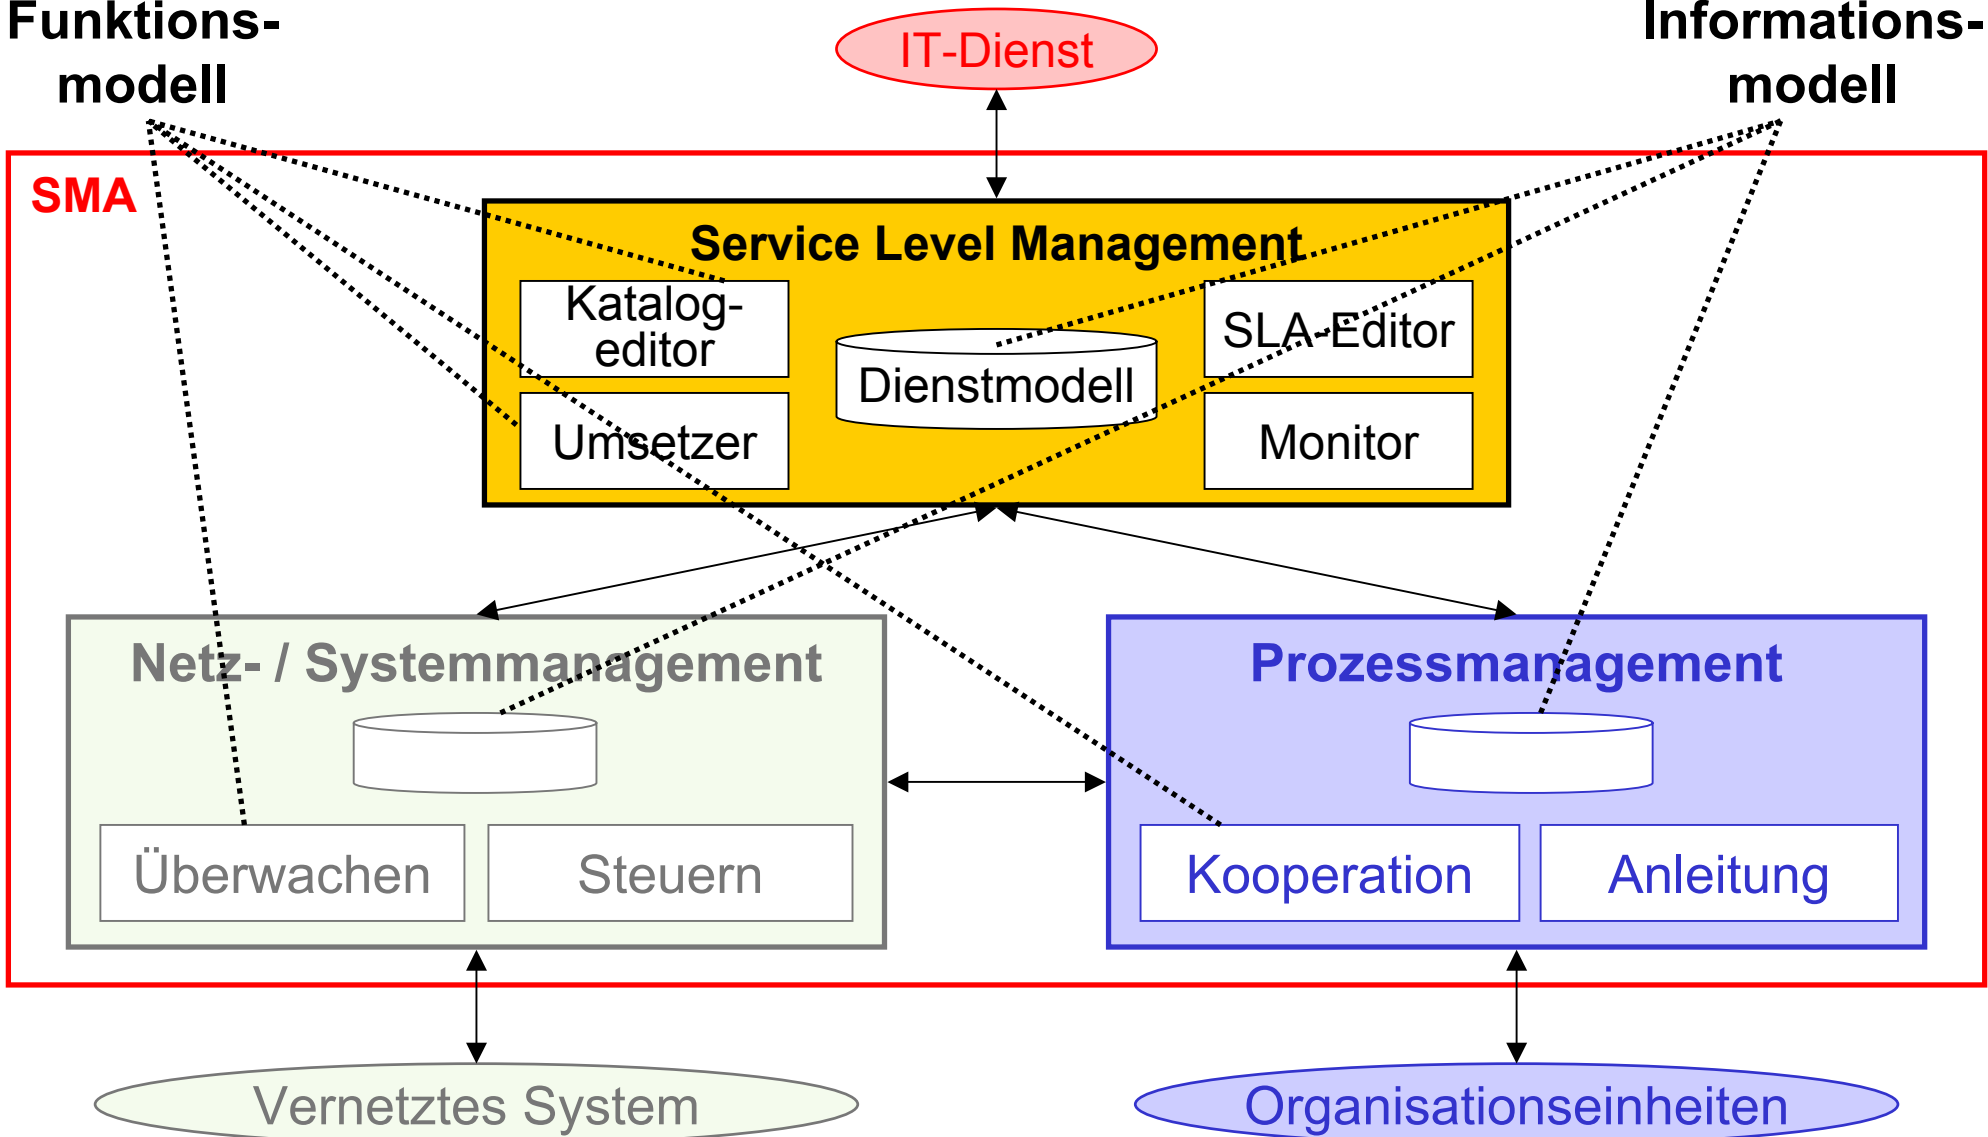 Funktions-
modell
IT-Dienst
Informations-
modell
SMA
Service Level Management
Katalog-
editor
Dienstmodell
SLA-Editor
Umsetzer
Monitor
Netz- / Systemmanagement
Prozessmanagement
Überwachen
Steuern
Kooperation
Anleitung
Vernetztes System
Organisationseinheiten